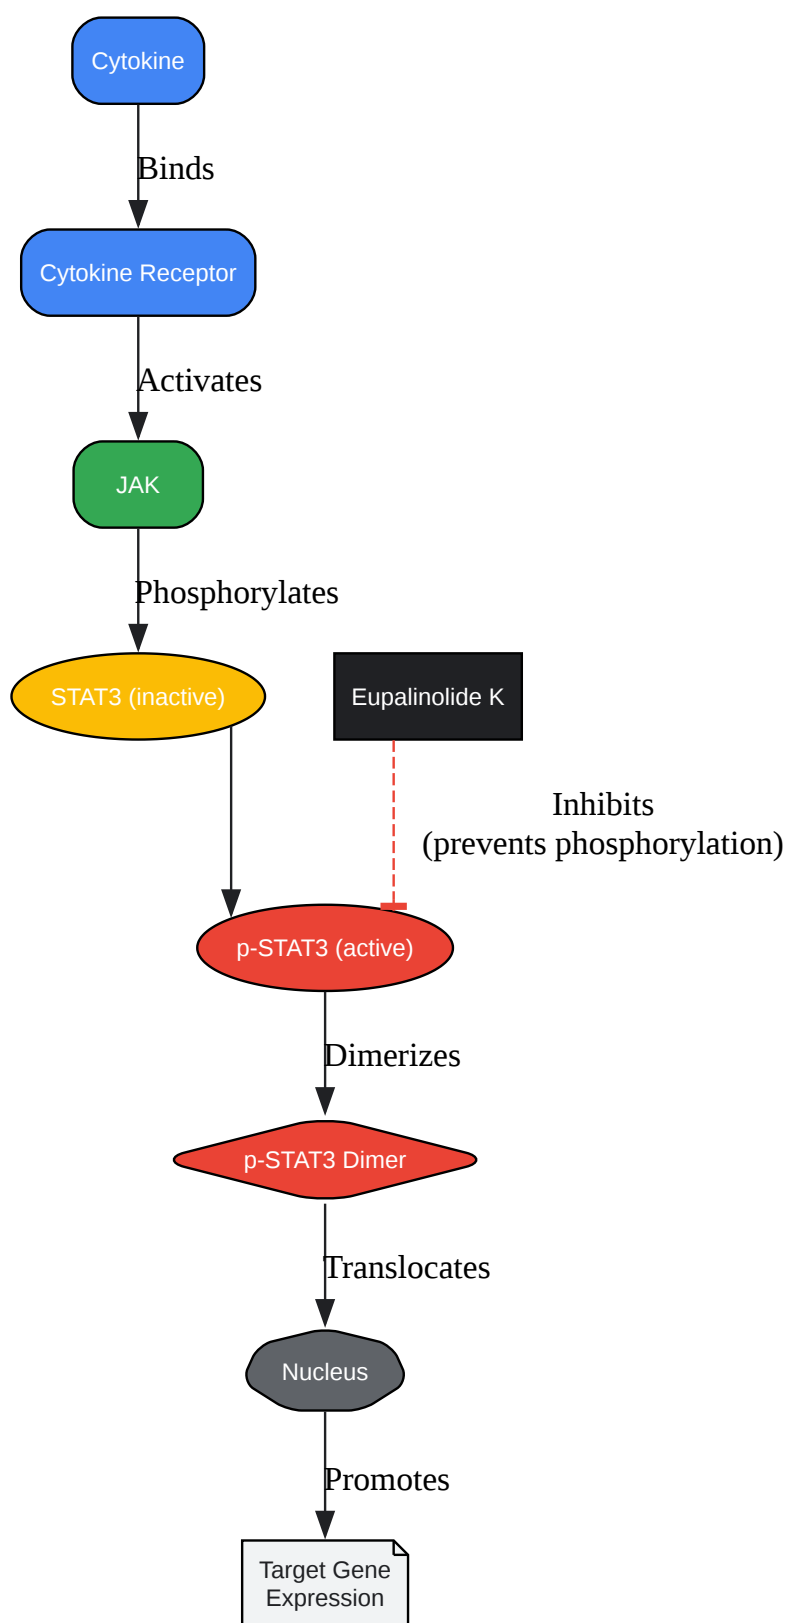 Cytokine
Binds
Cytokine Receptor
Activates
JAK
Phosphorylates
STAT3 (inactive)
Eupalinolide K
Inhibits
(prevents phosphorylation)
p-STAT3 (active)
Dimerizes
p-STAT3 Dimer
Translocates
Nucleus
Promotes
Target Gene
Expression